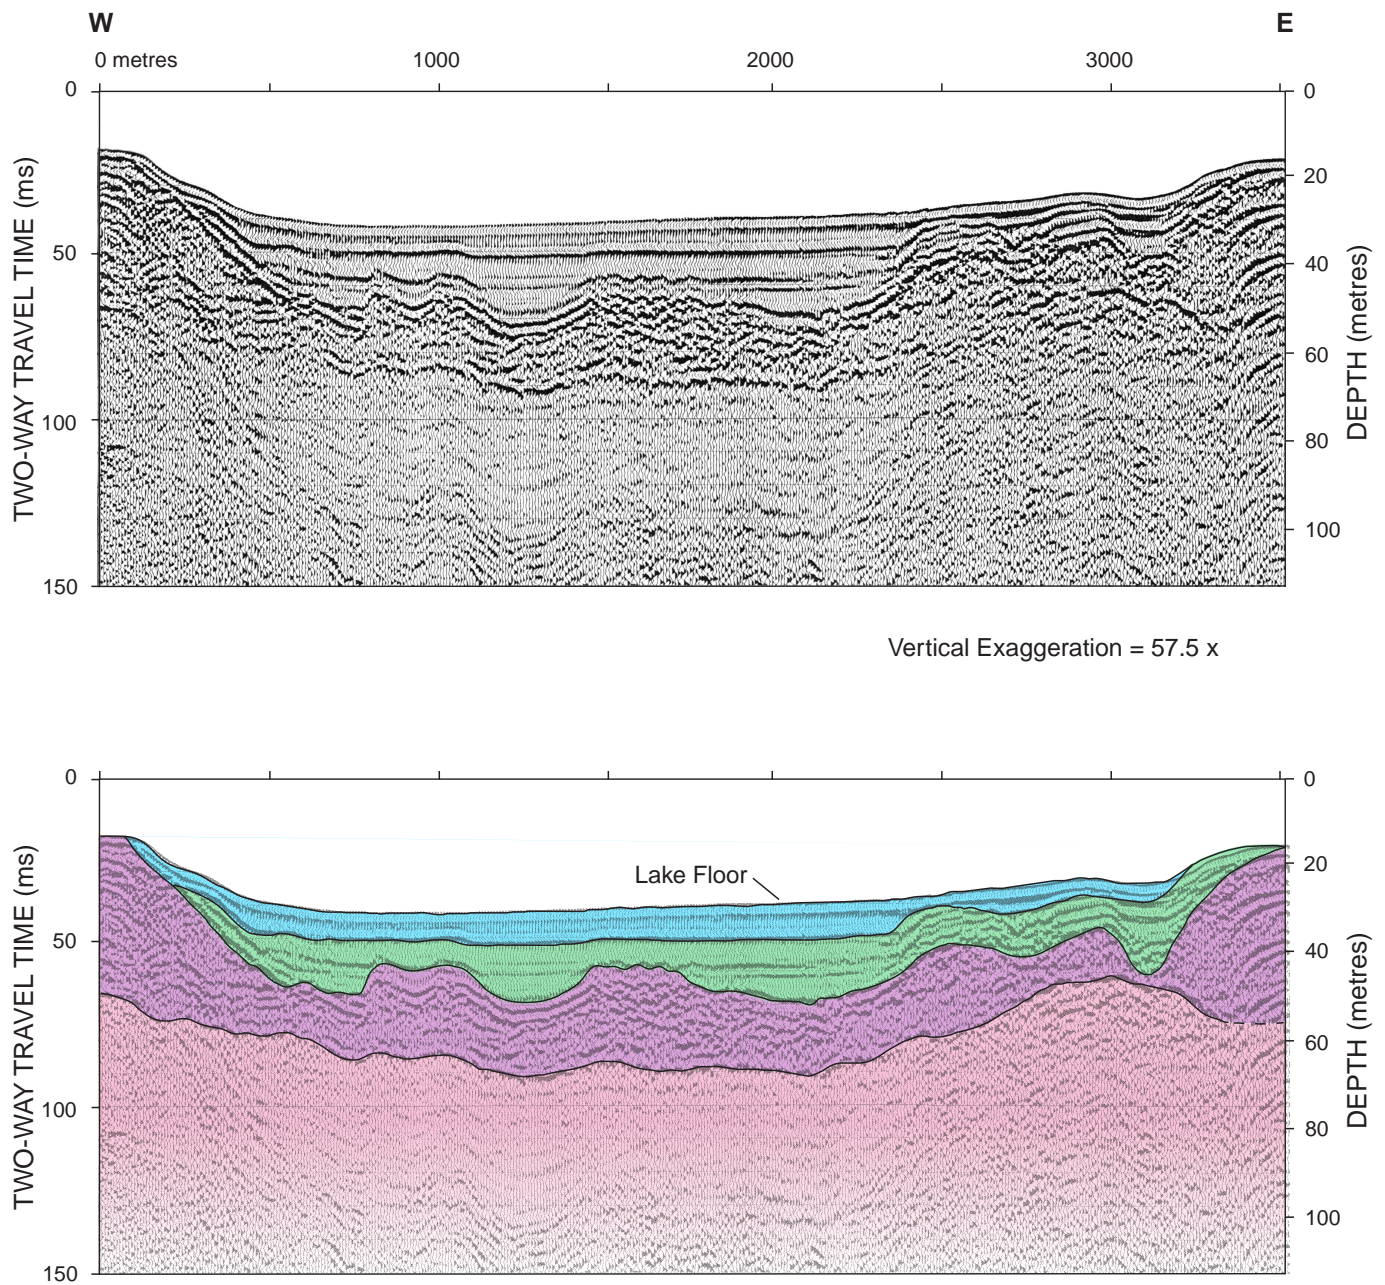 W E
0 metres 1000 2000 3000
0 0
20
50
40
60
100
80
100
150
TWO-WAY TRAVEL TIME (ms)
DEPTH (metres)
Vertical Exaggeration = 57.5 x
0 0
20
Lake Floor
50
40
60
100
80
100
150
TWO-WAY TRAVEL TIME (ms)
DEPTH (metres)